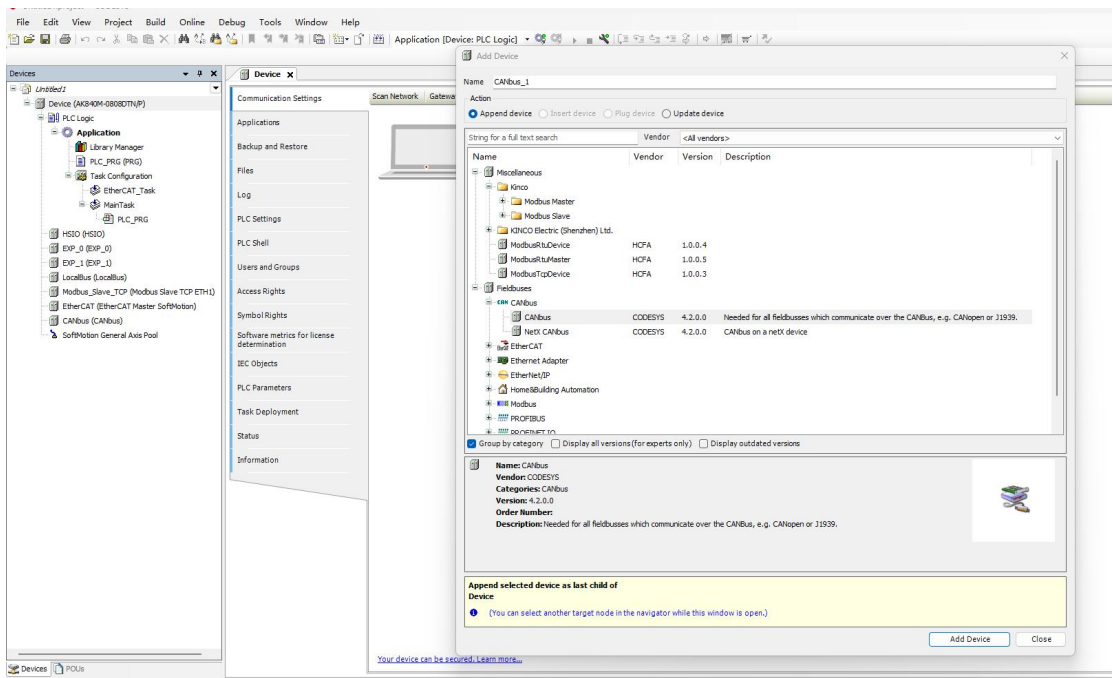 File Edit View Project Build Online Debug Tools Window Help
Application [Device: PLC Logic]
Devices
Untitled1
Device (AK840M-0808DTN/P)
PLC Logic
Application
Library Manager
PLC_PRG (PRG)
Task Configuration
EtherCAT_Task
MainTask
PLC_PRG
HSIO (HSIO)
EXP_0 (EXP_0)
EXP_1 (EXP_1)
LocalBus (LocalBus)
Modbus_Slave_TCP (Modbus Slave TCP ETH1)
EtherCAT (EtherCAT Master SoftMotion)
CANbus (CANbus)
SoftMotion General Axis Pool
Devices POUs
Device
Communication Settings
Applications
Backup and Restore
Files
Log
PLC Settings
PLC Shell
Users and Groups
Access Rights
Symbol Rights
Software metrics for license
determination
IEC Objects
PLC Parameters
Task Deployment
Status
Information
Scan Network Gatewa
Your device can be secured. Learn more...
Add Device
Name CANbus_1
Action
Append device Insert device Plug device Update device
String for a full text search Vendor <All vendors>
Name Vendor Version Description
Miscellaneous
Kinco
Modbus Master
Modbus Slave
KINCO Electric (Shenzhen) Ltd.
ModbusRtuDevice HCFA 1.0.0.4
ModbusRtuMaster HCFA 1.0.0.5
ModbusTcpDevice HCFA 1.0.0.3
Fieldbuses
CAN CANbus
CANbus CODESYS 4.2.0.0 Needed for all fieldbusses which communicate over the CANBus, e.g. CANopen or J1939.
NetX CANbus CODESYS 4.2.0.0 CANbus on a netX device
EtherCAT
Ethernet Adapter
EtherNet/IP
Home&Building Automation
Modbus
PROFIBUS
PROFINET IO
Group by category Display all versions (for experts only) Display outdated versions
Name: CANbus
Vendor: CODESYS
Categories: CANbus
Version: 4.2.0.0
Order Number:
Description: Needed for all fieldbusses which communicate over the CANBus, e.g. CANopen or J1939.
Append selected device as last child of
Device
(You can select another target node in the navigator while this window is open.)
Add Device Close